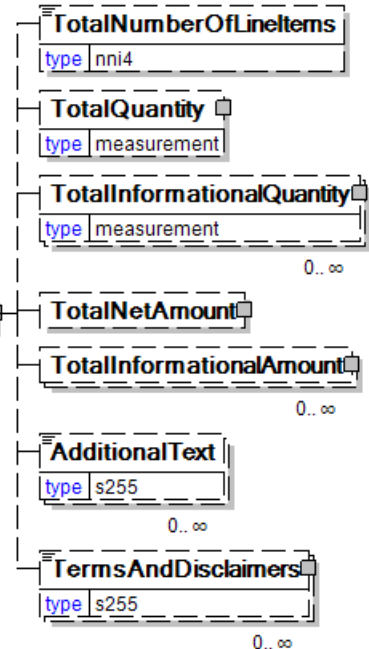 TotalNumberOfLineItems
type nni4
TotalQuantity
type measurement
TotalInformationalQuantity
type measurement
0.. ∞
TotalNetAmount
TotalInformationalAmount
0.. ∞
AdditionalText
type s255
0.. ∞
TermsAndDisclaimers
type s255
0.. ∞